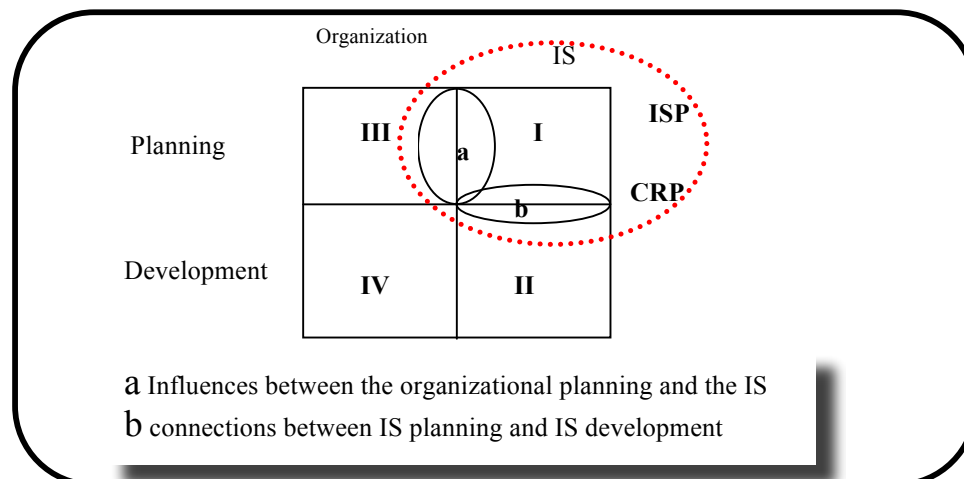 Organization
IS
ISP
III
I
Planning
a
CRP
b
Development
IV
II
a Influences between the organizational planning and the IS
b connections between IS planning and IS development